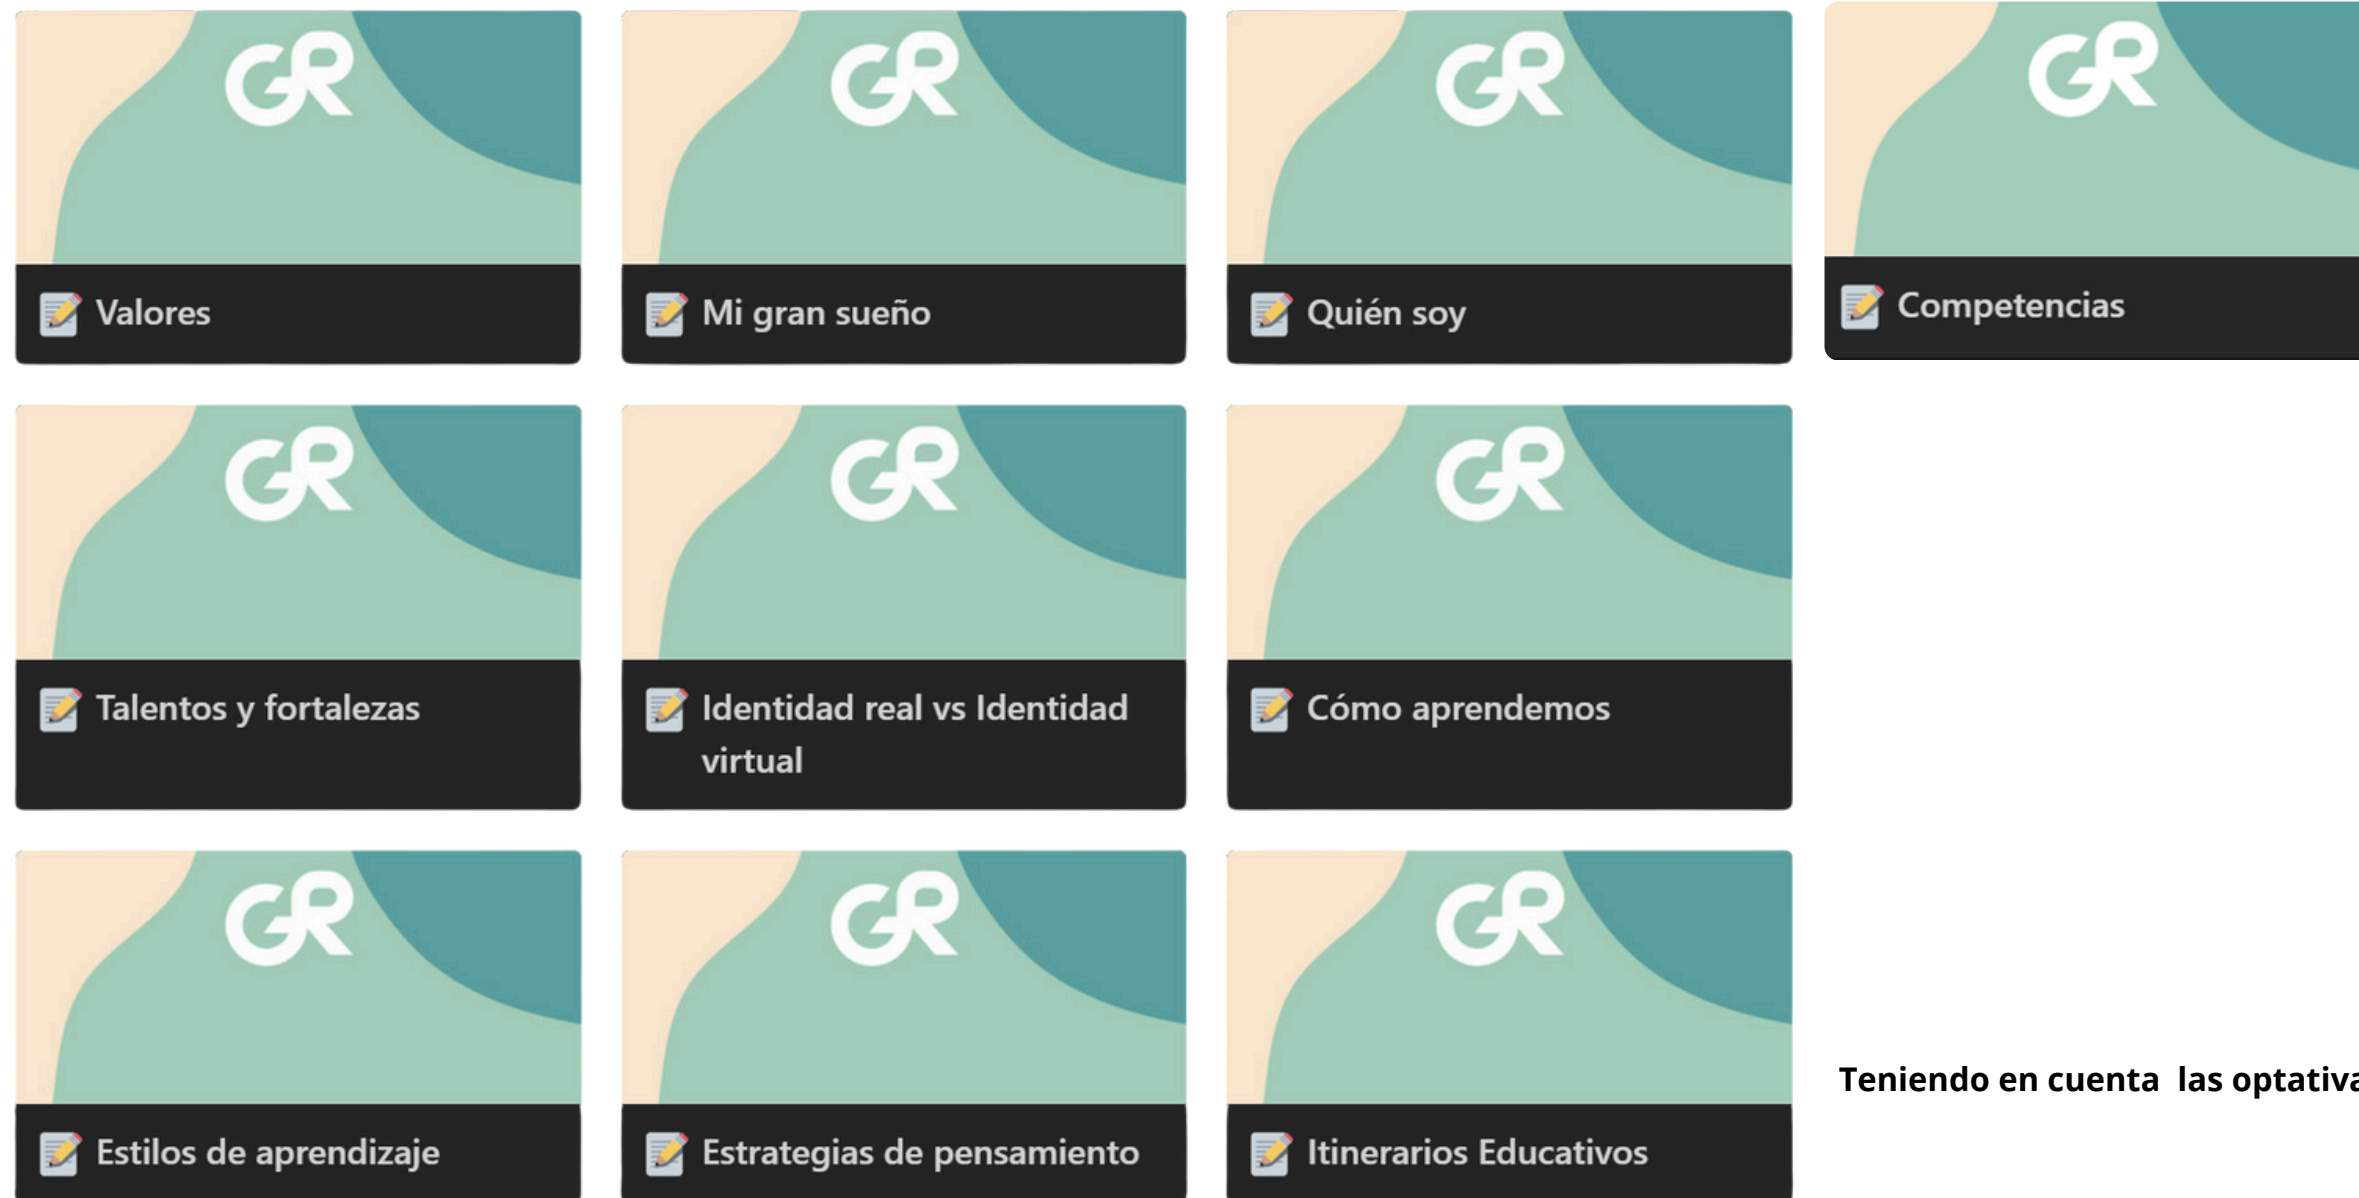 GR
GR
GR
GR
Valores
Mi gran sueño
Quién soy
Competencias
GR
GR
GR
Talentos y fortalezas
Identidad real vs Identidad
virtual
Cómo aprendemos
GR
GR
GR
Teniendo en cuenta las optativa
Estilos de aprendizaje
Estrategias de pensamiento
Itinerarios Educativos